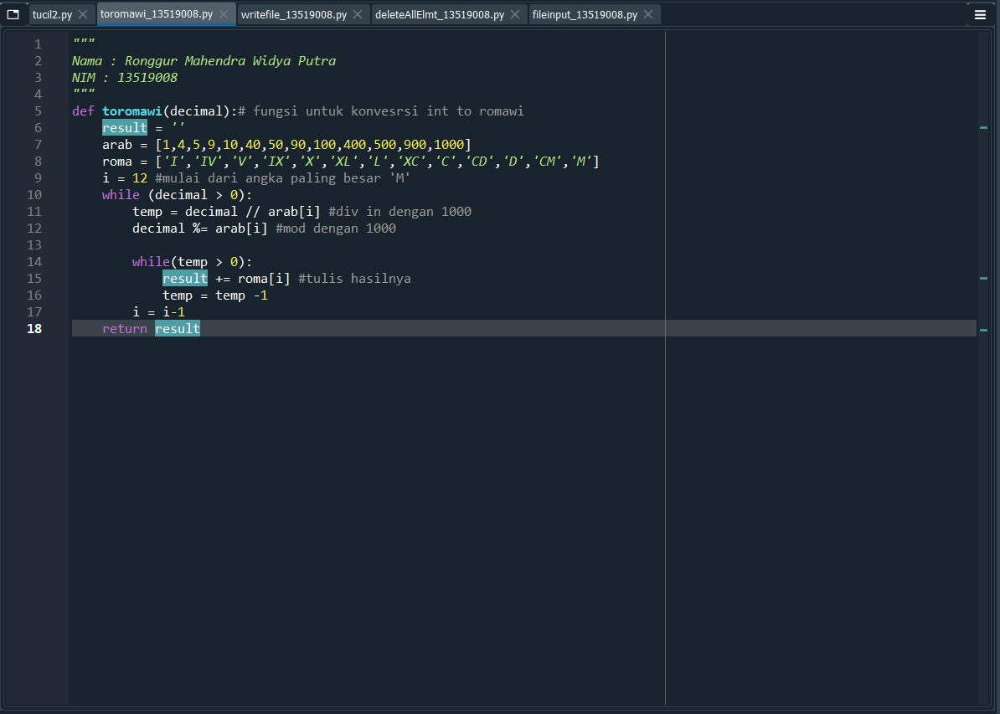 tucil2.py toromawi_13519008.py writefile_13519008.py deleteAllElmt_13519008.py fileinput_13519008.py
1 """
2 Nama : Ronggur Mahendra Widya Putra
3 NIM : 13519008
4 """
5 def toromawi(decimal):# fungsi untuk konvesrsi int to romawi
6     result = ''
7     arab = [1,4,5,9,10,40,50,90,100,400,500,900,1000]
8     roma = ['I','IV','V','IX','X','XL','L','XC','C','CD','D','CM','M']
9     i = 12 #mulai dari angka paling besar 'M'
10     while (decimal > 0):
11         temp = decimal // arab[i] #div in dengan 1000
12         decimal %= arab[i] #mod dengan 1000
13
14         while(temp > 0):
15             result += roma[i] #tulis hasilnya
16             temp = temp -1
17         i = i-1
18     return result